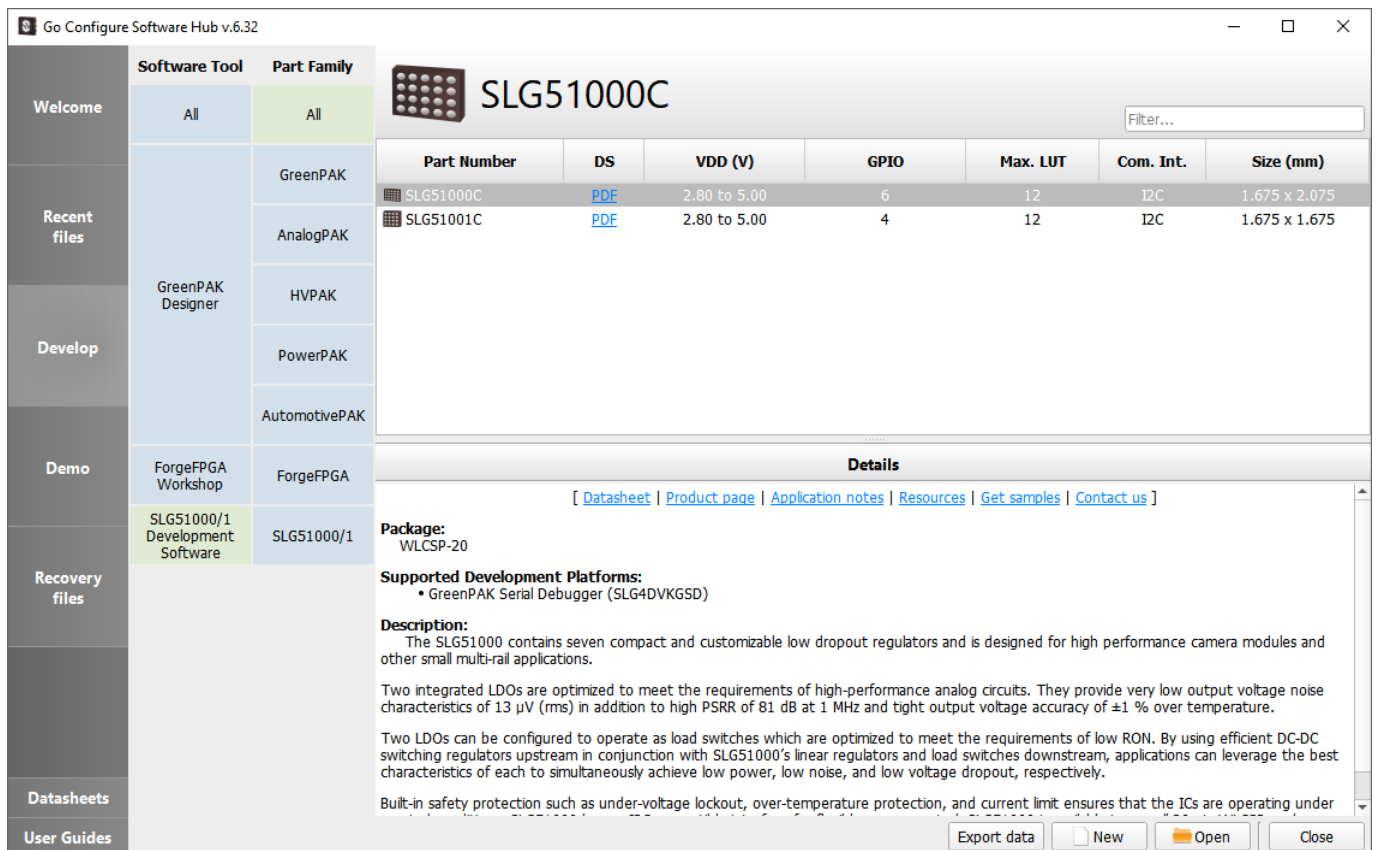 Go Configure Software Hub v.6.32
Welcome
Recent
files
Develop
Demo
Recovery
files
Datasheets
User Guides
Software Tool
All
GreenPAK
Designer
ForgeFPGA
Workshop
SLG51000/1
Development
Software
Part Family
All
GreenPAK
AnalogPAK
HVPAK
PowerPAK
AutomotivePAK
ForgeFPGA
SLG51000/1
SLG51000C
Filter...
Part Number DS VDD (V) GPIO Max. LUT Com. Int. Size (mm)
SLG51000C PDF 2.80 to 5.00 6 12 I2C 1.675 x 2.075
SLG51001C PDF 2.80 to 5.00 4 12 I2C 1.675 x 1.675
Details
[ Datasheet | Product page | Application notes | Resources | Get samples | Contact us ]
Package:
WLCSP-20
Supported Development Platforms:
• GreenPAK Serial Debugger (SLG4DVKGSD)
Description:
The SLG51000 contains seven compact and customizable low dropout regulators and is designed for high performance camera modules and
other small multi-rail applications.
Two integrated LDOs are optimized to meet the requirements of high-performance analog circuits. They provide very low output voltage noise
characteristics of 13 µV (rms) in addition to high PSRR of 81 dB at 1 MHz and tight output voltage accuracy of ±1 % over temperature.
Two LDOs can be configured to operate as load switches which are optimized to meet the requirements of low RON. By using efficient DC-DC
switching regulators upstream in conjunction with SLG51000's linear regulators and load switches downstream, applications can leverage the best
characteristics of each to simultaneously achieve low power, low noise, and low voltage dropout, respectively.
Built-in safety protection such as under-voltage lockout, over-temperature protection, and current limit ensures that the ICs are operating under
Export data New Open Close